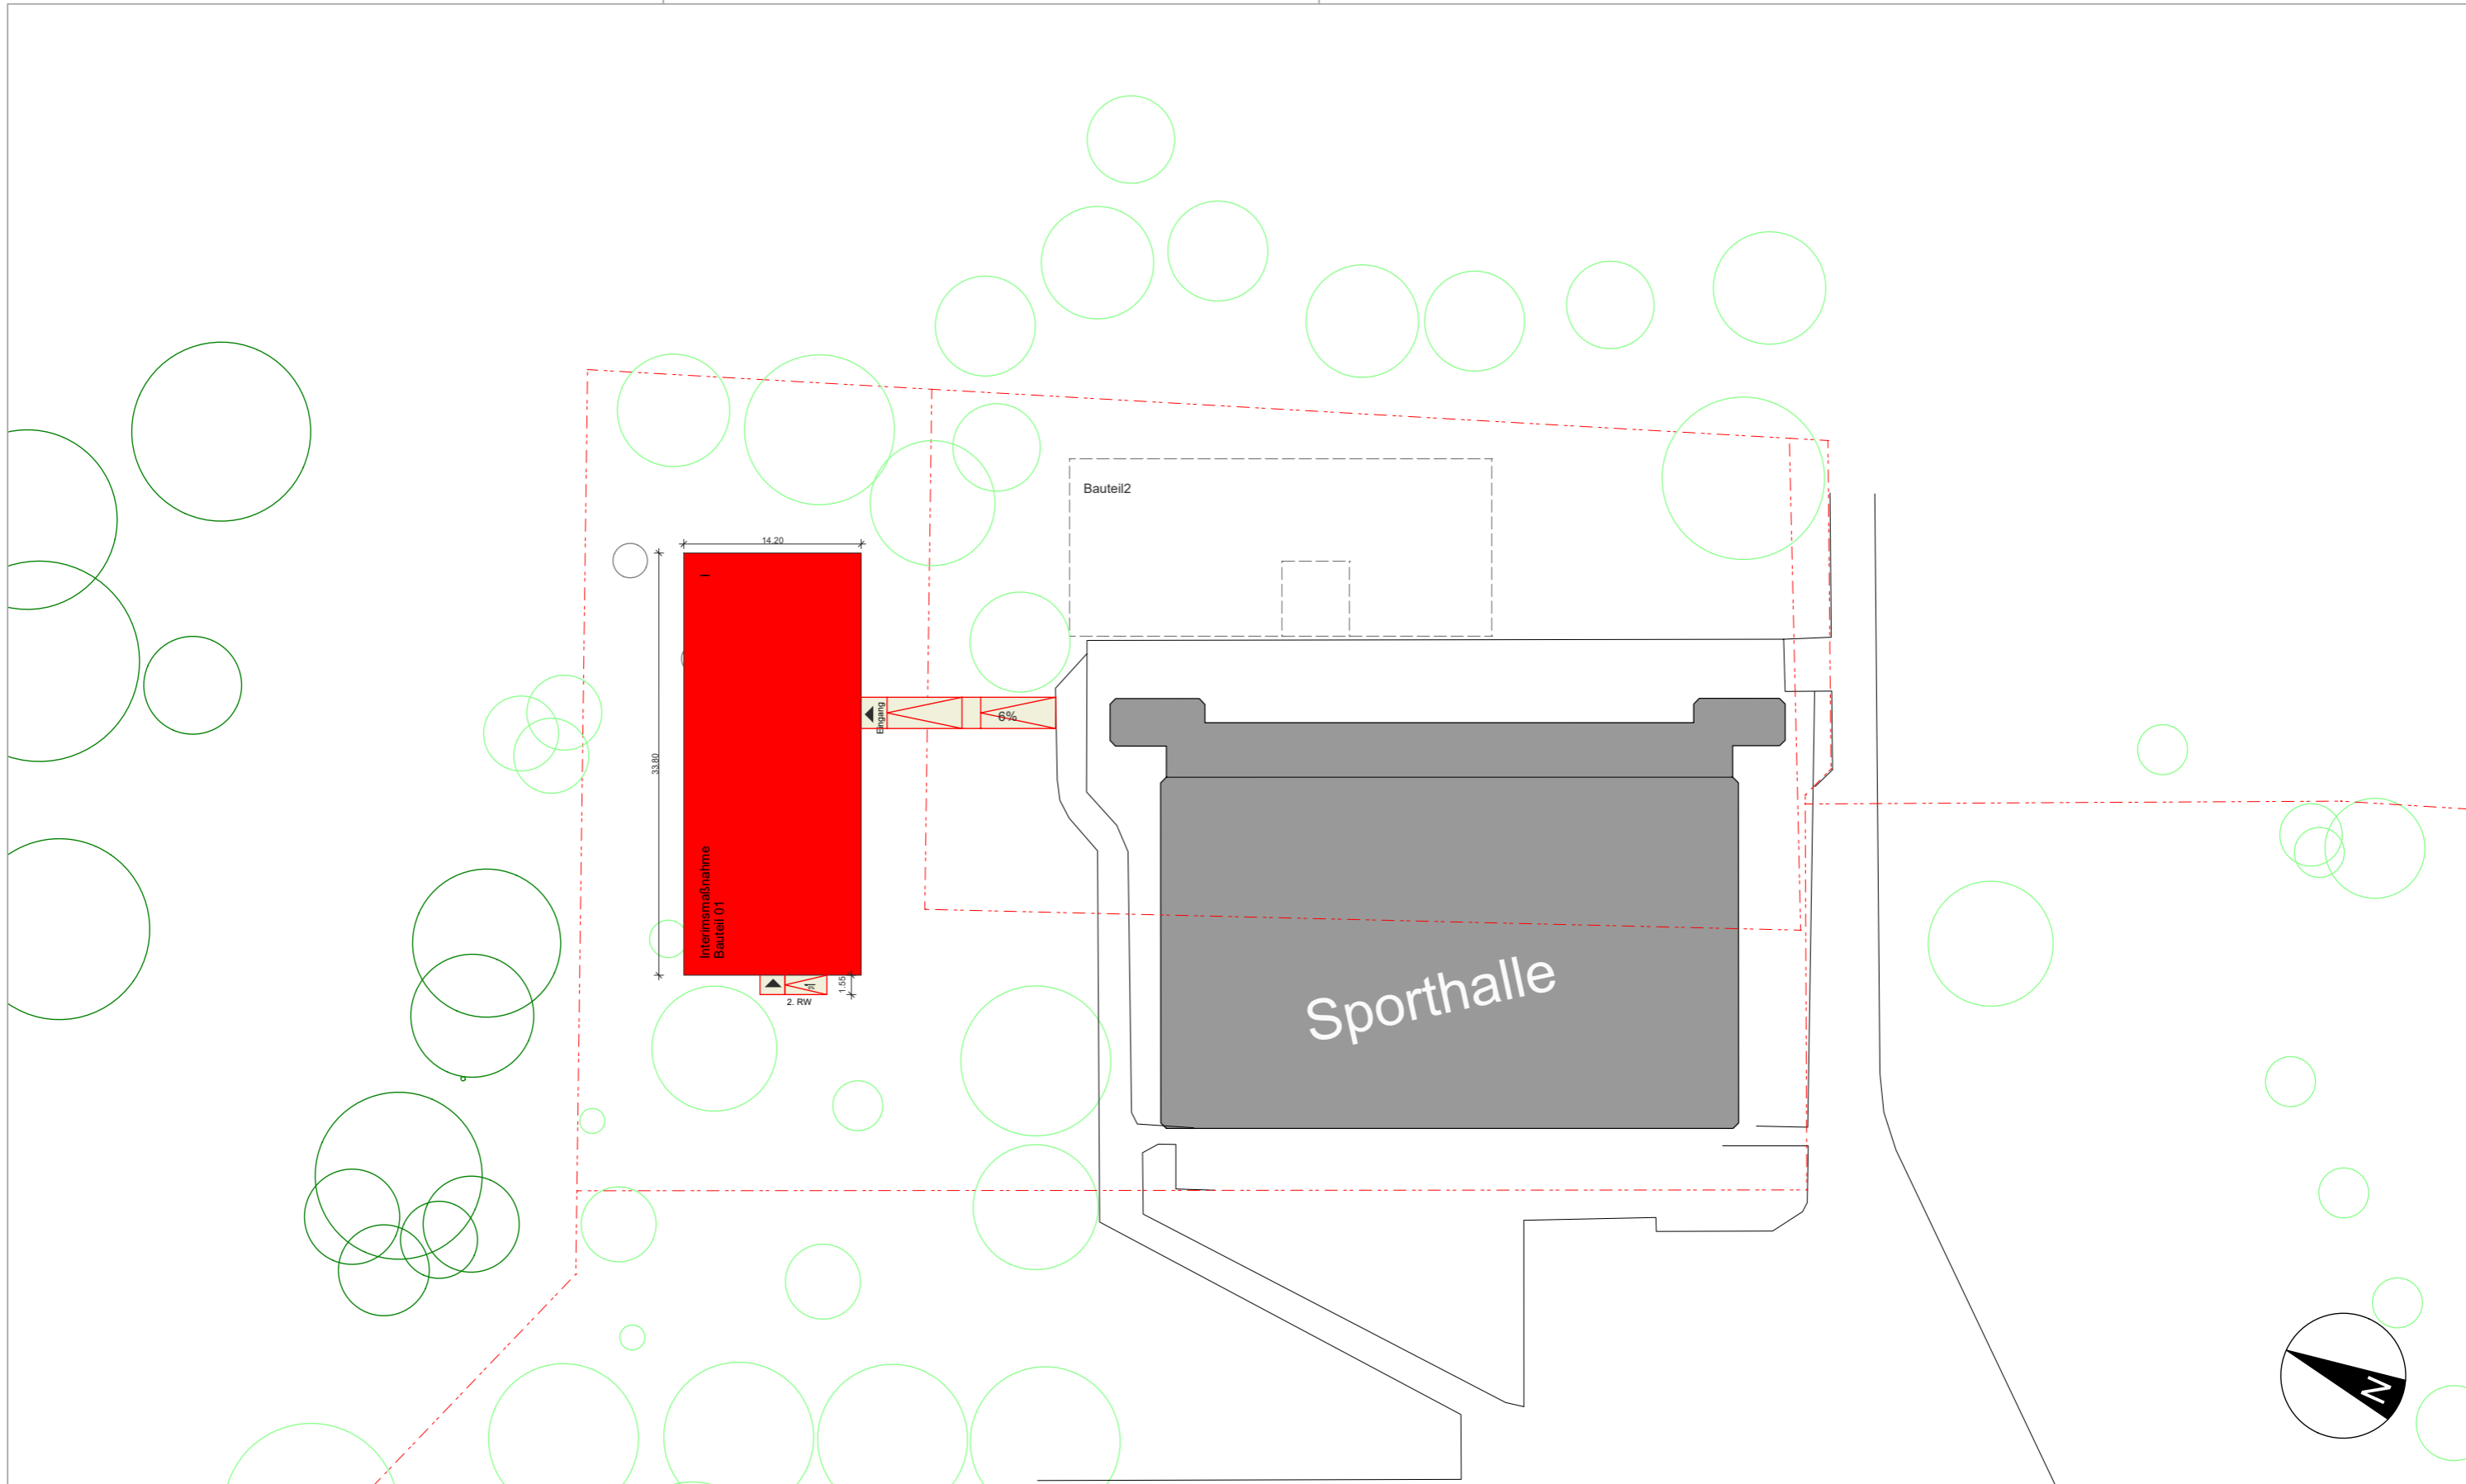 Bauteil2
14.20
I
33.80
Eingang
6%
Interimsmaßnahme
Bauteil 01
1.55
2. RW
Sporthalle
N